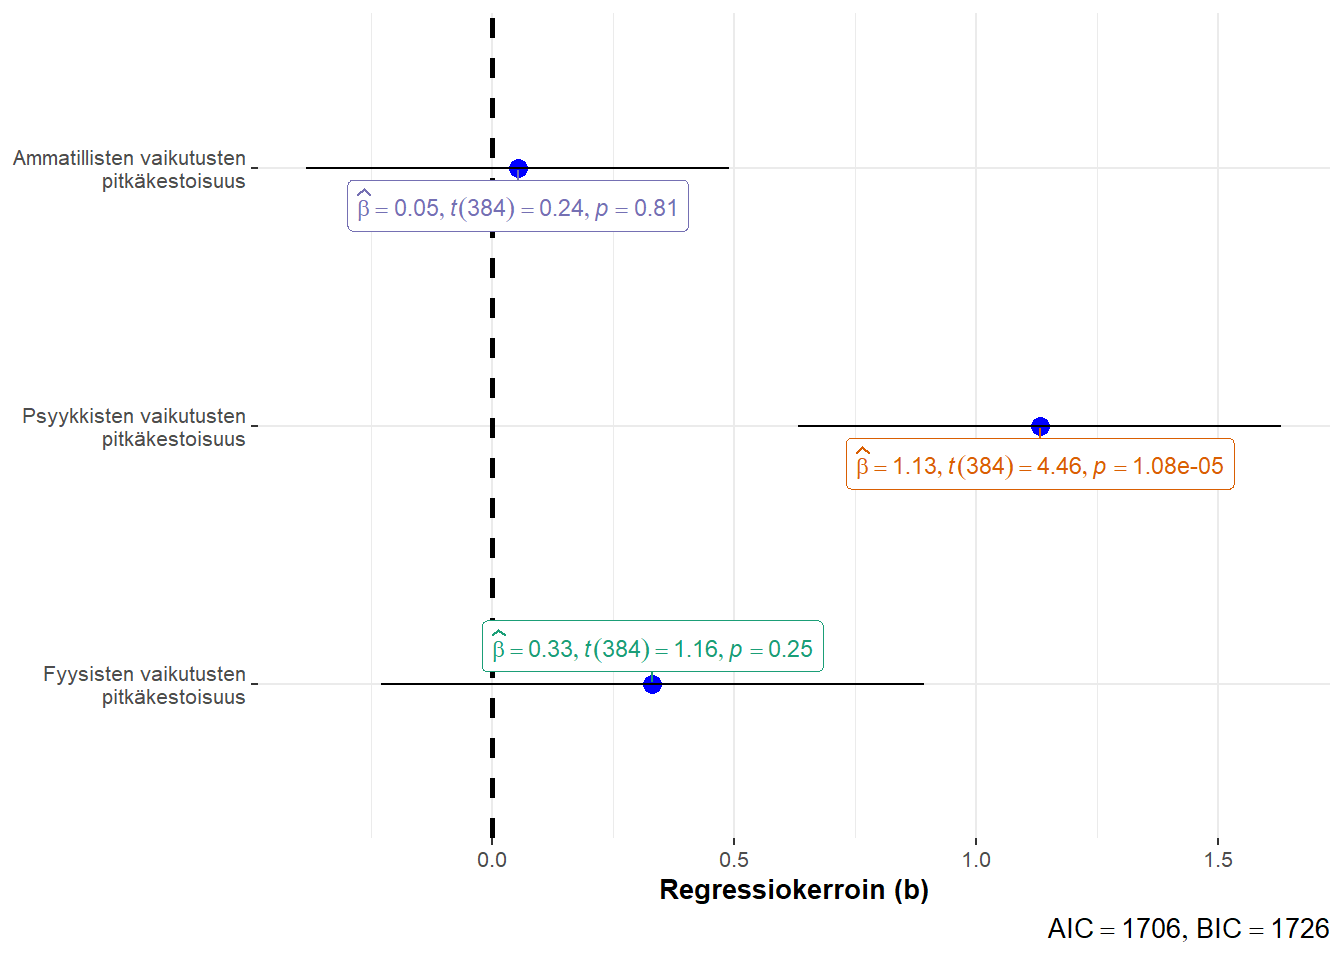 Ammatillisten vaikutusten
pitkäkestoisuus
β̂ = 0.05, t(384) = 0.24, p = 0.81
Psyykkisten vaikutusten
pitkäkestoisuus
β̂ = 1.13, t(384) = 4.46, p = 1.08e-05
β̂ = 0.33, t(384) = 1.16, p = 0.25
Fyysisten vaikutusten
pitkäkestoisuus
0.0 0.5 1.0 1.5
Regressiokerroin (b)
AIC = 1706, BIC = 1726